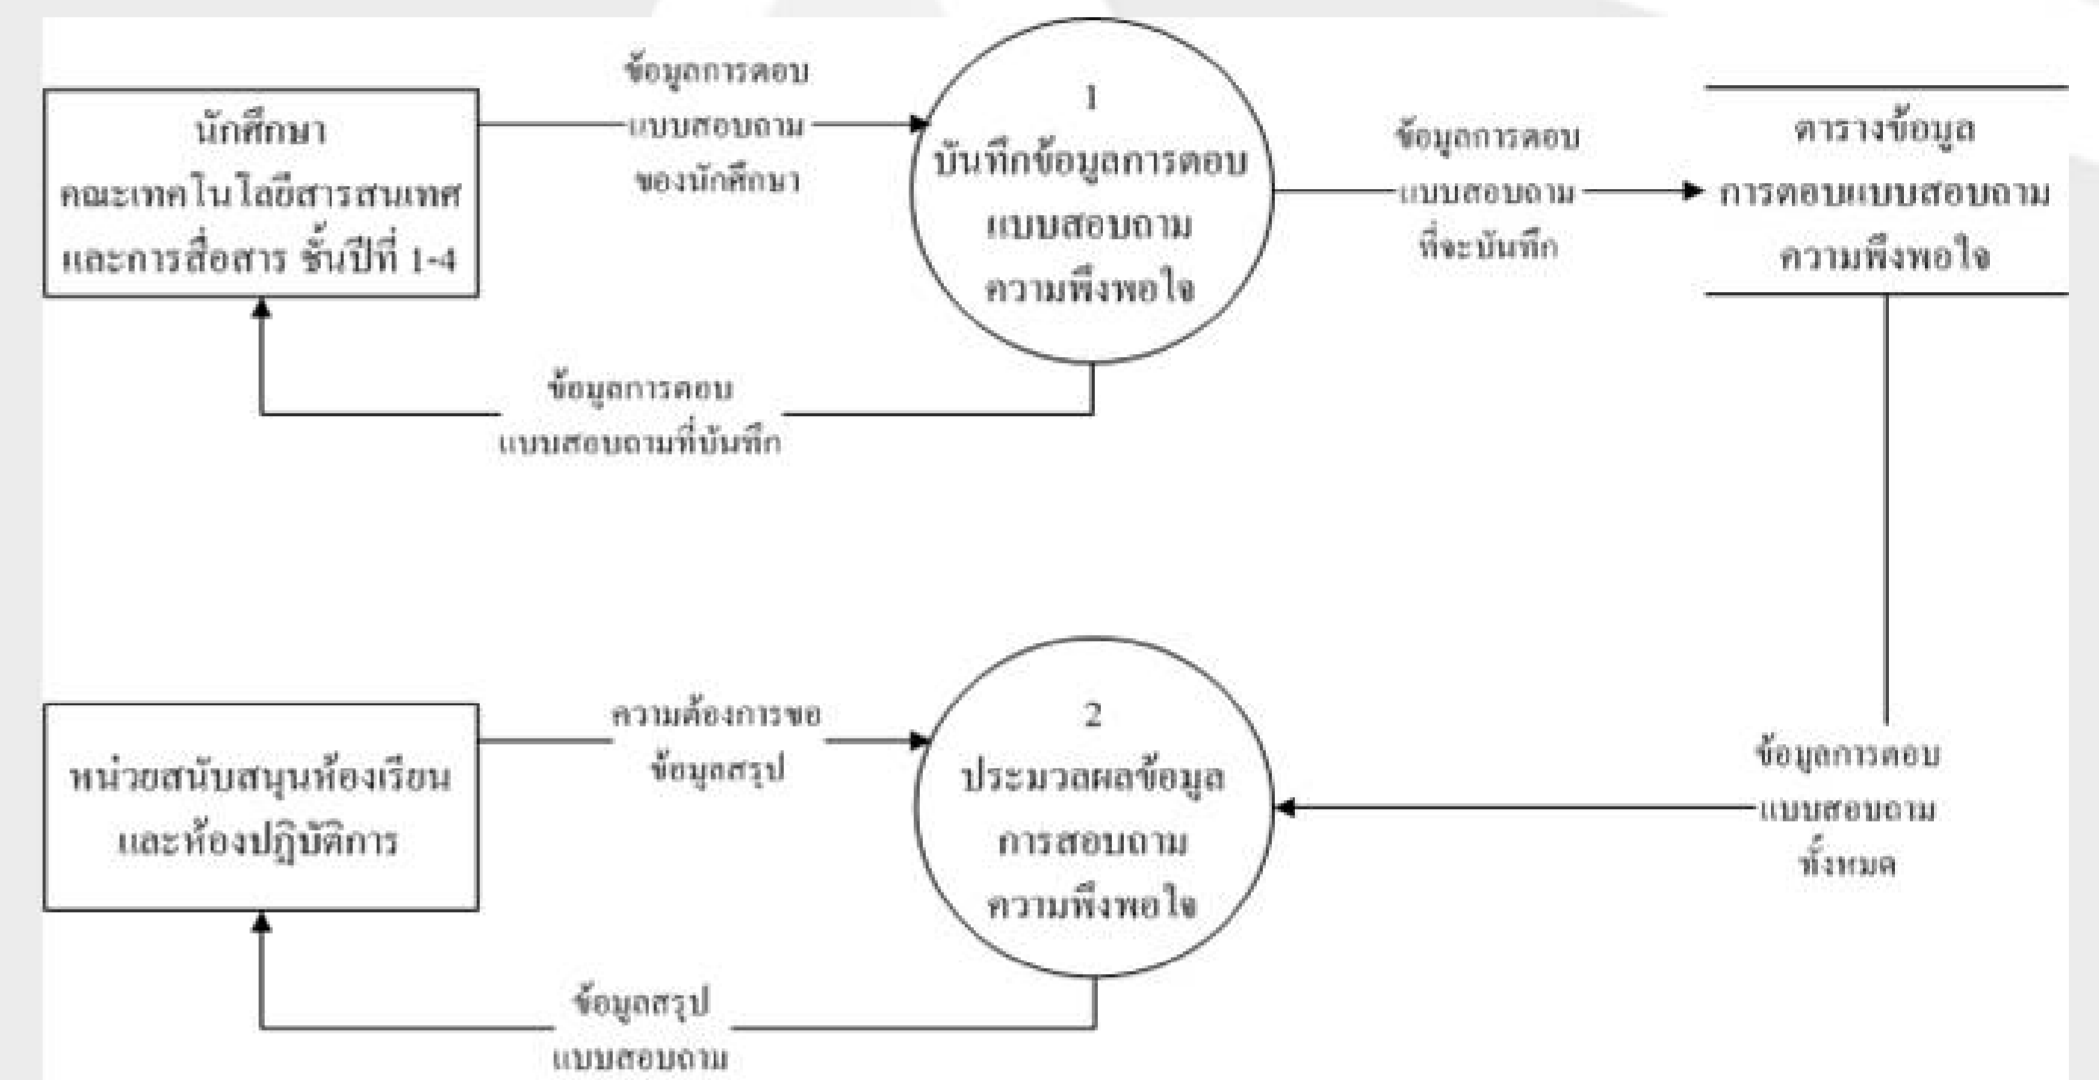 นักศึกษา
คณะเทคโนโลยีสารสนเทศ
และการสื่อสาร ชั้นปีที่ 1-4
ข้อมูลการตอบ
แบบสอบถาม
ของนักศึกษา
1
บันทึกข้อมูลการตอบ
แบบสอบถาม
ความพึงพอใจ
ข้อมูลการตอบ
แบบสอบถาม
ที่จะบันทึก
ตารางข้อมูล
การตอบแบบสอบถาม
ความพึงพอใจ
ข้อมูลการตอบ
แบบสอบถามที่บันทึก
หน่วยสนับสนุนห้องเรียน
และห้องปฏิบัติการ
ความต้องการขอ
ข้อมูลสรุป
2
ประมวลผลข้อมูล
การสอบถาม
ความพึงพอใจ
ข้อมูลการตอบ
แบบสอบถาม
ทั้งหมด
ข้อมูลสรุป
แบบสอบถาม